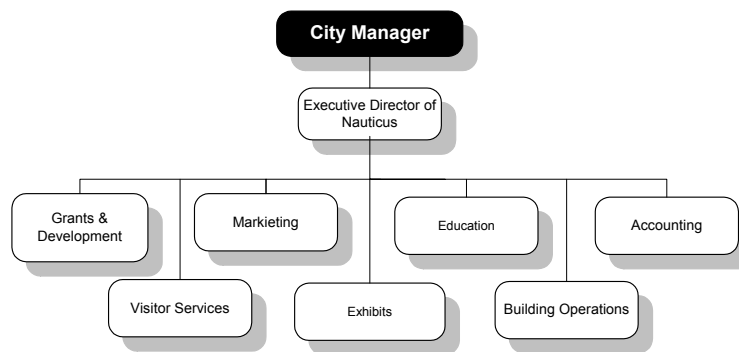 City Manager
Executive Director of
Nauticus
Grants &
Development
Markieting
Education
Accounting
Visitor Services
Exhibits
Building Operations